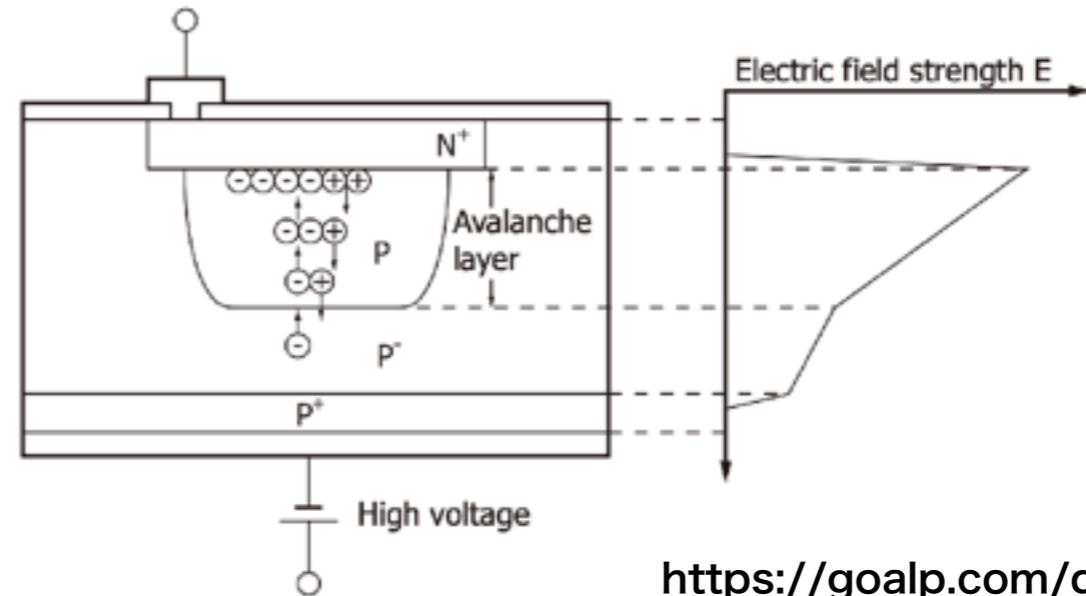 Electric field strength E
N⁺
Avalanche
layer
P
P⁻
P⁺
High voltage
https://goalp.com/c